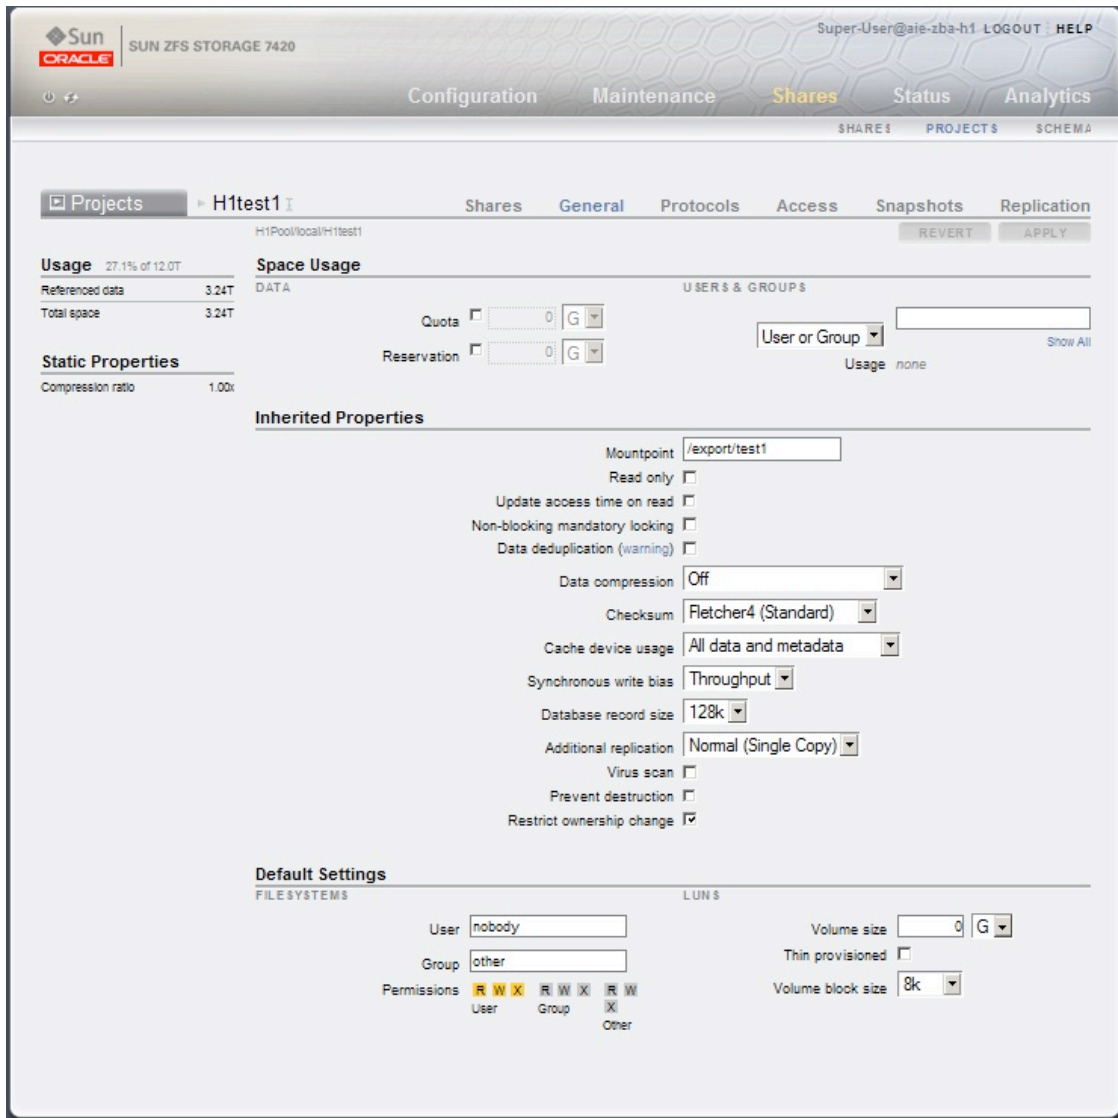 Super-User@aie-zba-h1 LOGOUT HELP
Sun
ORACLE
SUN ZFS STORAGE 7420
Configuration Maintenance Shares Status Analytics
SHARES PROJECTS SCHEMA
Projects H1test1 Shares General Protocols Access Snapshots Replication
H1Pool/local/H1test1 REVERT APPLY
Usage 27.1% of 12.0T
Referenced data 3.24T
Total space 3.24T
Static Properties
Compression ratio 1.00x
Space Usage
DATA
Quota 0 G
Reservation 0 G
USERS & GROUPS
User or Group
Show All
Usage none
Inherited Properties
Mountpoint /export/test1
Read only
Update access time on read
Non-blocking mandatory locking
Data deduplication (warning)
Data compression Off
Checksum Fletcher4 (Standard)
Cache device usage All data and metadata
Synchronous write bias Throughput
Database record size 128k
Additional replication Normal (Single Copy)
Virus scan
Prevent destruction
Restrict ownership change
Default Settings
FILESYSTEMS
User nobody
Group other
Permissions R W X R W X R W
X
User Group Other
LUNS
Volume size 0 G
Thin provisioned
Volume block size 8k